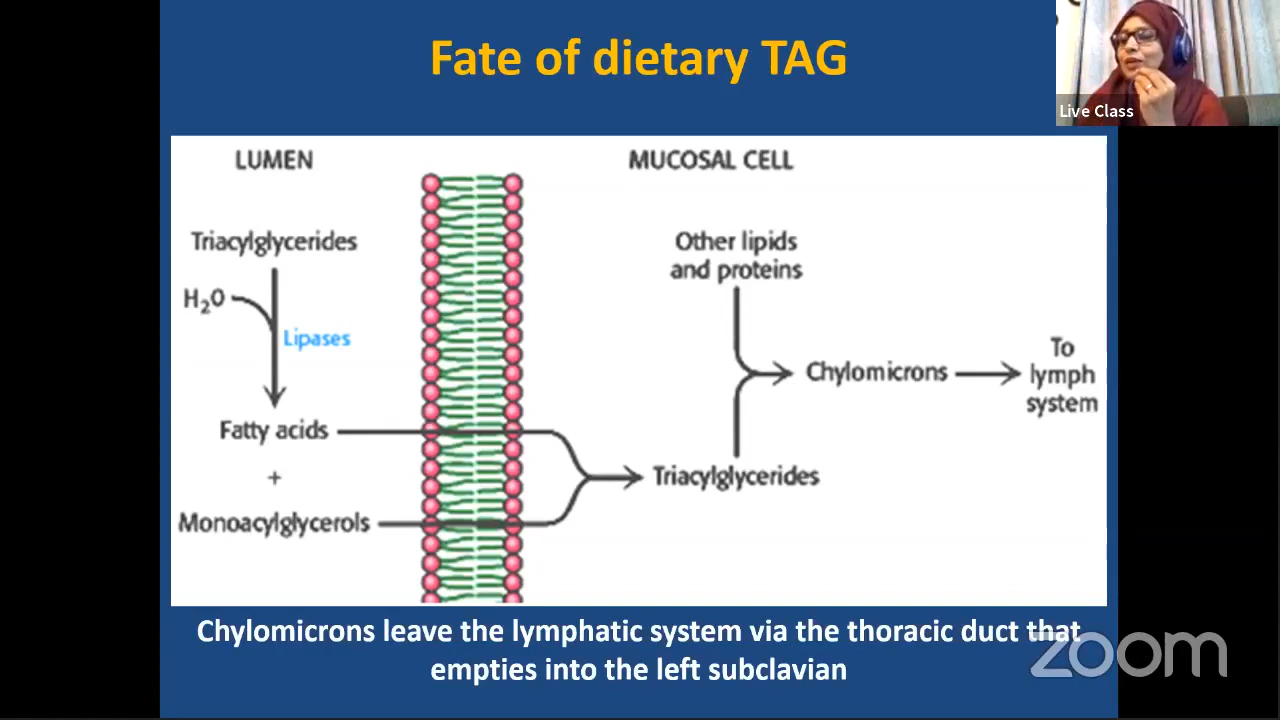 Fate of dietary TAG
Live Class
LUMEN
MUCOSAL CELL
Triacylglycerides
H₂O
Lipases
Fatty acids
+
Monoacylglycerols
Other lipids
and proteins
Triacylglycerides
Chylomicrons
To
lymph
system
Chylomicrons leave the lymphatic system via the thoracic duct that
empties into the left subclavian
zoom